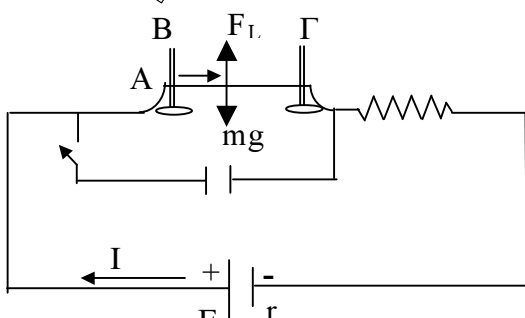 B F_L Γ
A
mg
I + -
E r